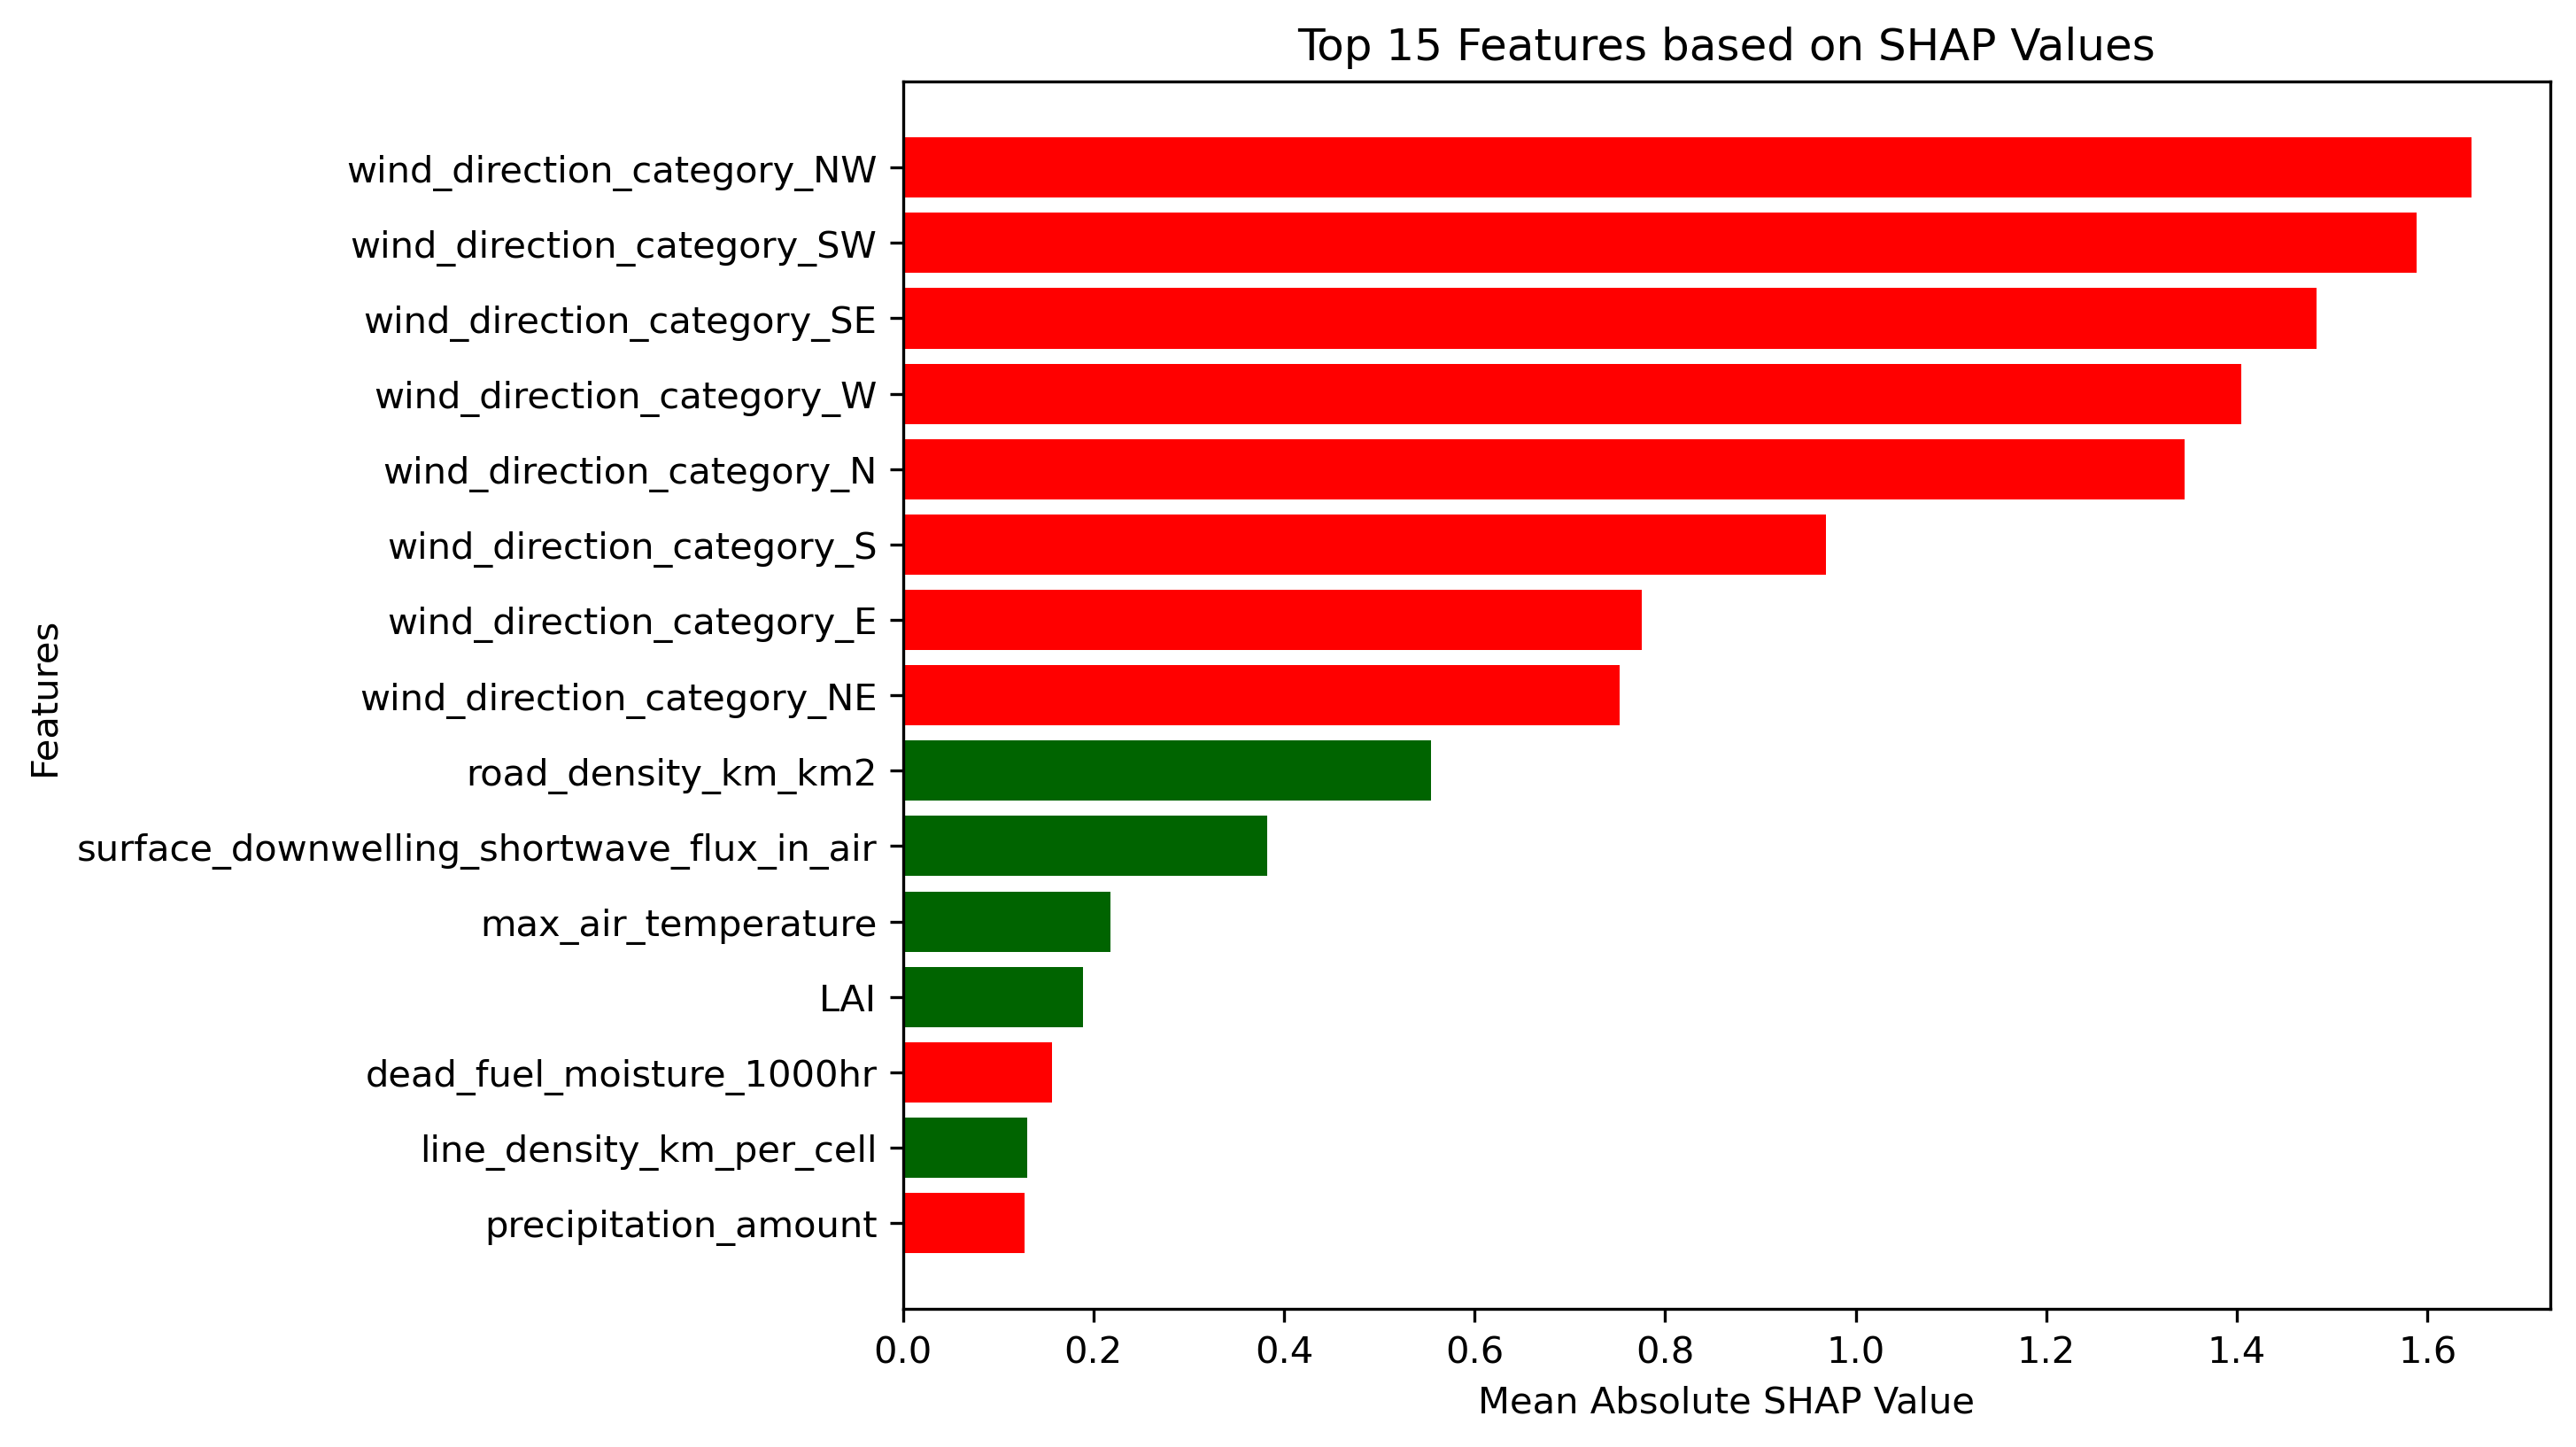 Top 15 Features based on SHAP Values
wind_direction_category_NW
wind_direction_category_SW
wind_direction_category_SE
wind_direction_category_W
wind_direction_category_N
wind_direction_category_S
wind_direction_category_E
wind_direction_category_NE
road_density_km_km2
surface_downwelling_shortwave_flux_in_air
max_air_temperature
LAI
dead_fuel_moisture_1000hr
line_density_km_per_cell
precipitation_amount
Features
0.0 0.2 0.4 0.6 0.8 1.0 1.2 1.4 1.6
Mean Absolute SHAP Value